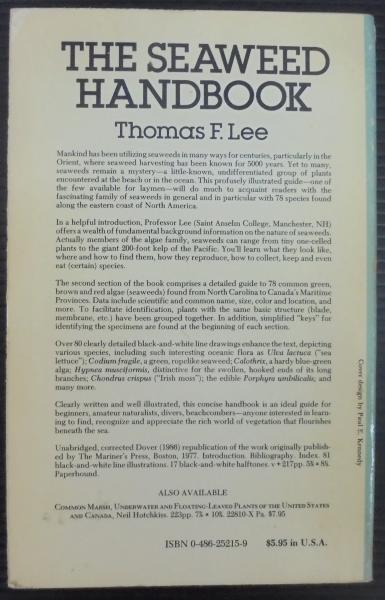 THE SEAWEED
HANDBOOK
Thomas F. Lee
Mankind has been utilizing seaweeds in many ways for centuries, particularly in the
Orient, where seaweed harvesting has been known for 5000 years. Yet to many,
seaweeds remain a mystery—a little-known, undifferentiated group of plants
encountered at the beach or in the ocean. This profusely illustrated guide—one of
the few available for laymen—will do much to acquaint readers with the
fascinating family of seaweeds in general and in particular with 78 species found
along the eastern coast of North America.
In a helpful introduction, Professor Lee (Saint Anselm College, Manchester, NH)
offers a wealth of fundamental background information on the nature of seaweeds.
Actually members of the algae family, seaweeds can range from tiny one-celled
plants to the giant 200-foot kelp of the Pacific. You'll learn what they look like,
where and how to find them, how they reproduce, how to collect, keep and even
eat (certain) species.
The second section of the book comprises a detailed guide to 78 common green,
brown and red algae (seaweeds) found from North Carolina to Canada's Maritime
Provinces. Data include scientific and common name, size, color and location, and
more. To facilitate identification, plants with the same basic structure (blade,
membrane, etc.) have been grouped together. In addition, simplified "keys" for
identifying the specimens are found at the beginning of each section.
Over 80 clearly detailed black-and-white line drawings enhance the text, depicting
various species, including such interesting oceanic flora as Ulva lactuca ("sea
lettuce"); Codium fragile, a green, ropelike seaweed; Calothrix, a hardy blue-green
alga; Hypnea musciformis, distinctive for the swollen, hooked ends of its long
branches; Chondrus crispus ("Irish moss"); the edible Porphyra umbilicalis; and
many more.
Clearly written and well illustrated, this concise handbook is an ideal guide for
beginners, amateur naturalists, divers, beachcombers—anyone interested in learn-
ing to find, recognize and appreciate the rich world of vegetation that flourishes
beneath the sea.
Unabridged, corrected Dover (1986) republication of the work originally publish-
ed by The Mariner's Press, Boston, 1977. Introduction. Bibliography. Index. 81
black-and-white line illustrations. 17 black-and-white halftones. v + 217pp. 5⅜ × 8½.
Paperbound.
ALSO AVAILABLE
COMMON MARSH, UNDERWATER AND FLOATING-LEAVED PLANTS OF THE UNITED STATES
AND CANADA, Neil Hotchkiss. 223pp. 7⅞ × 10¾. 22810-X Pa. $7.95
ISBN 0-486-25215-9 $5.95 in U.S.A.
Cover design by Paul E. Kennedy